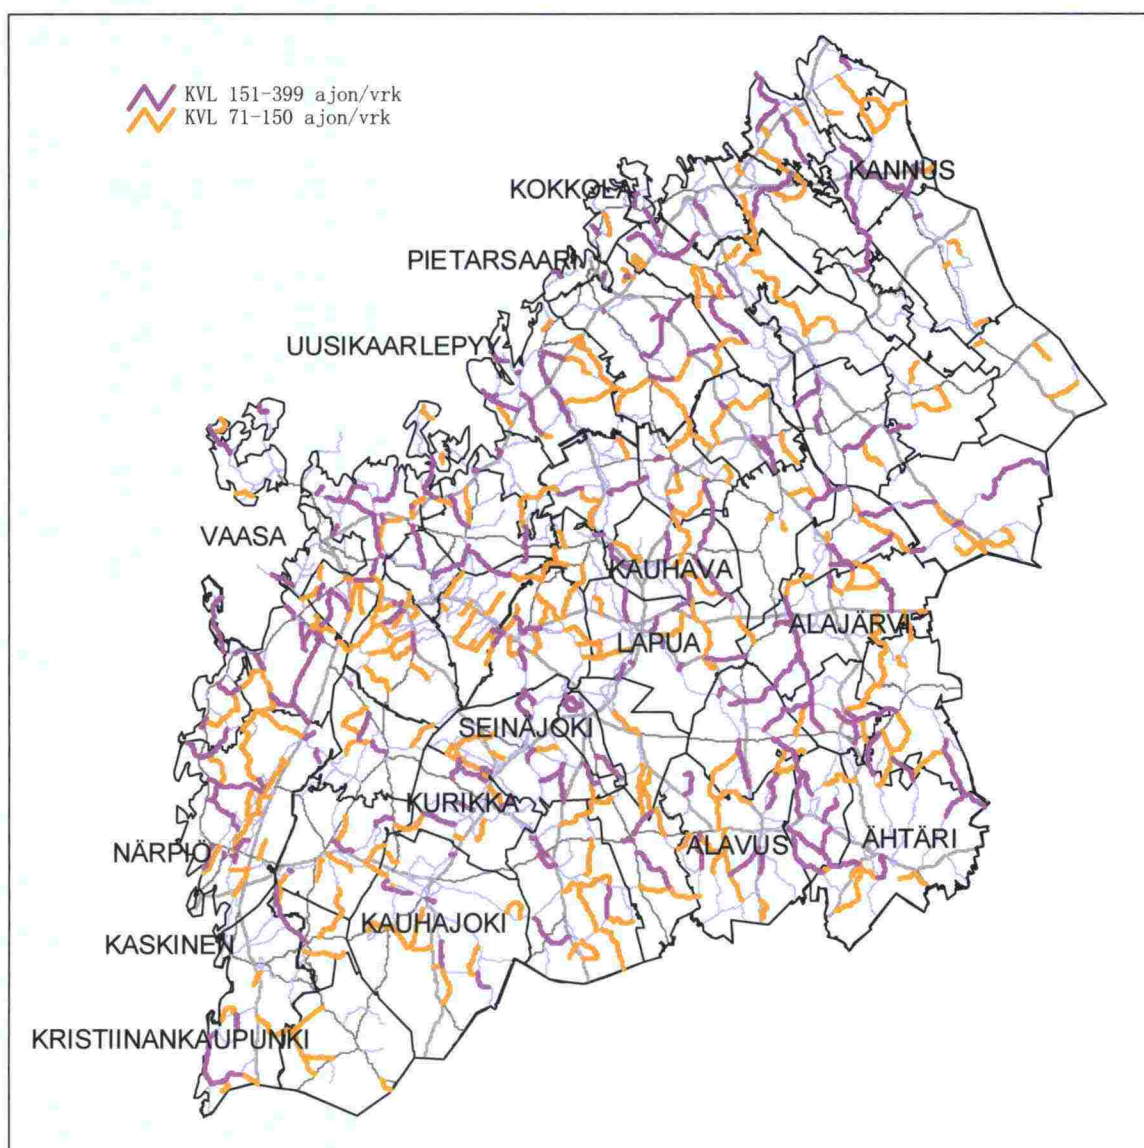 KVL 151-399 ajon/vrk
KVL 71-150 ajon/vrk
KANNUS
KOKKOLA
PIETARSAARI
UUSIKAARLEPYY
VAASA
KAUHAVA
ALAJÄRVI
LAPUA
SEINAJOKI
KURIKKA
ALAVUS
ÄHTÄRI
NÄRPIÖ
KAUHAJOKI
KASKINEN
KRISTIINANKAUPUNKI